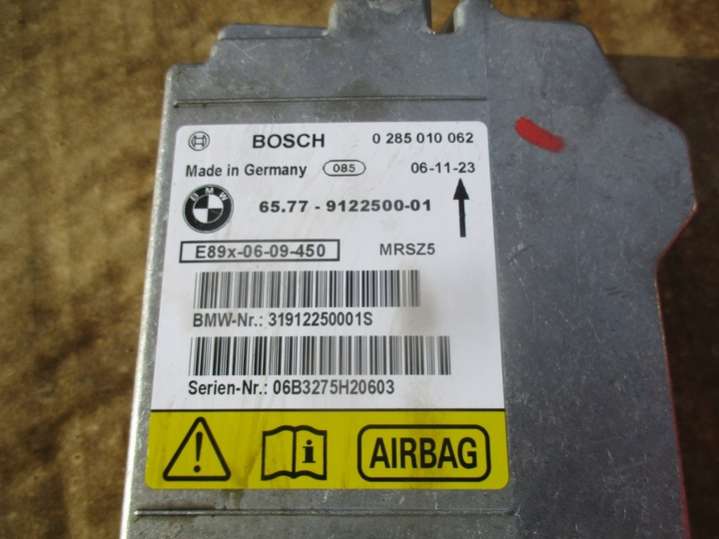 BOSCH 0 285 010 062
Made in Germany 085 06-11-23
BMW 65.77 - 9122500-01
E89x-06-09-450 MRSZ5
BMW-Nr.: 31912250001S
Serien-Nr.: 06B3275H20603
AIRBAG